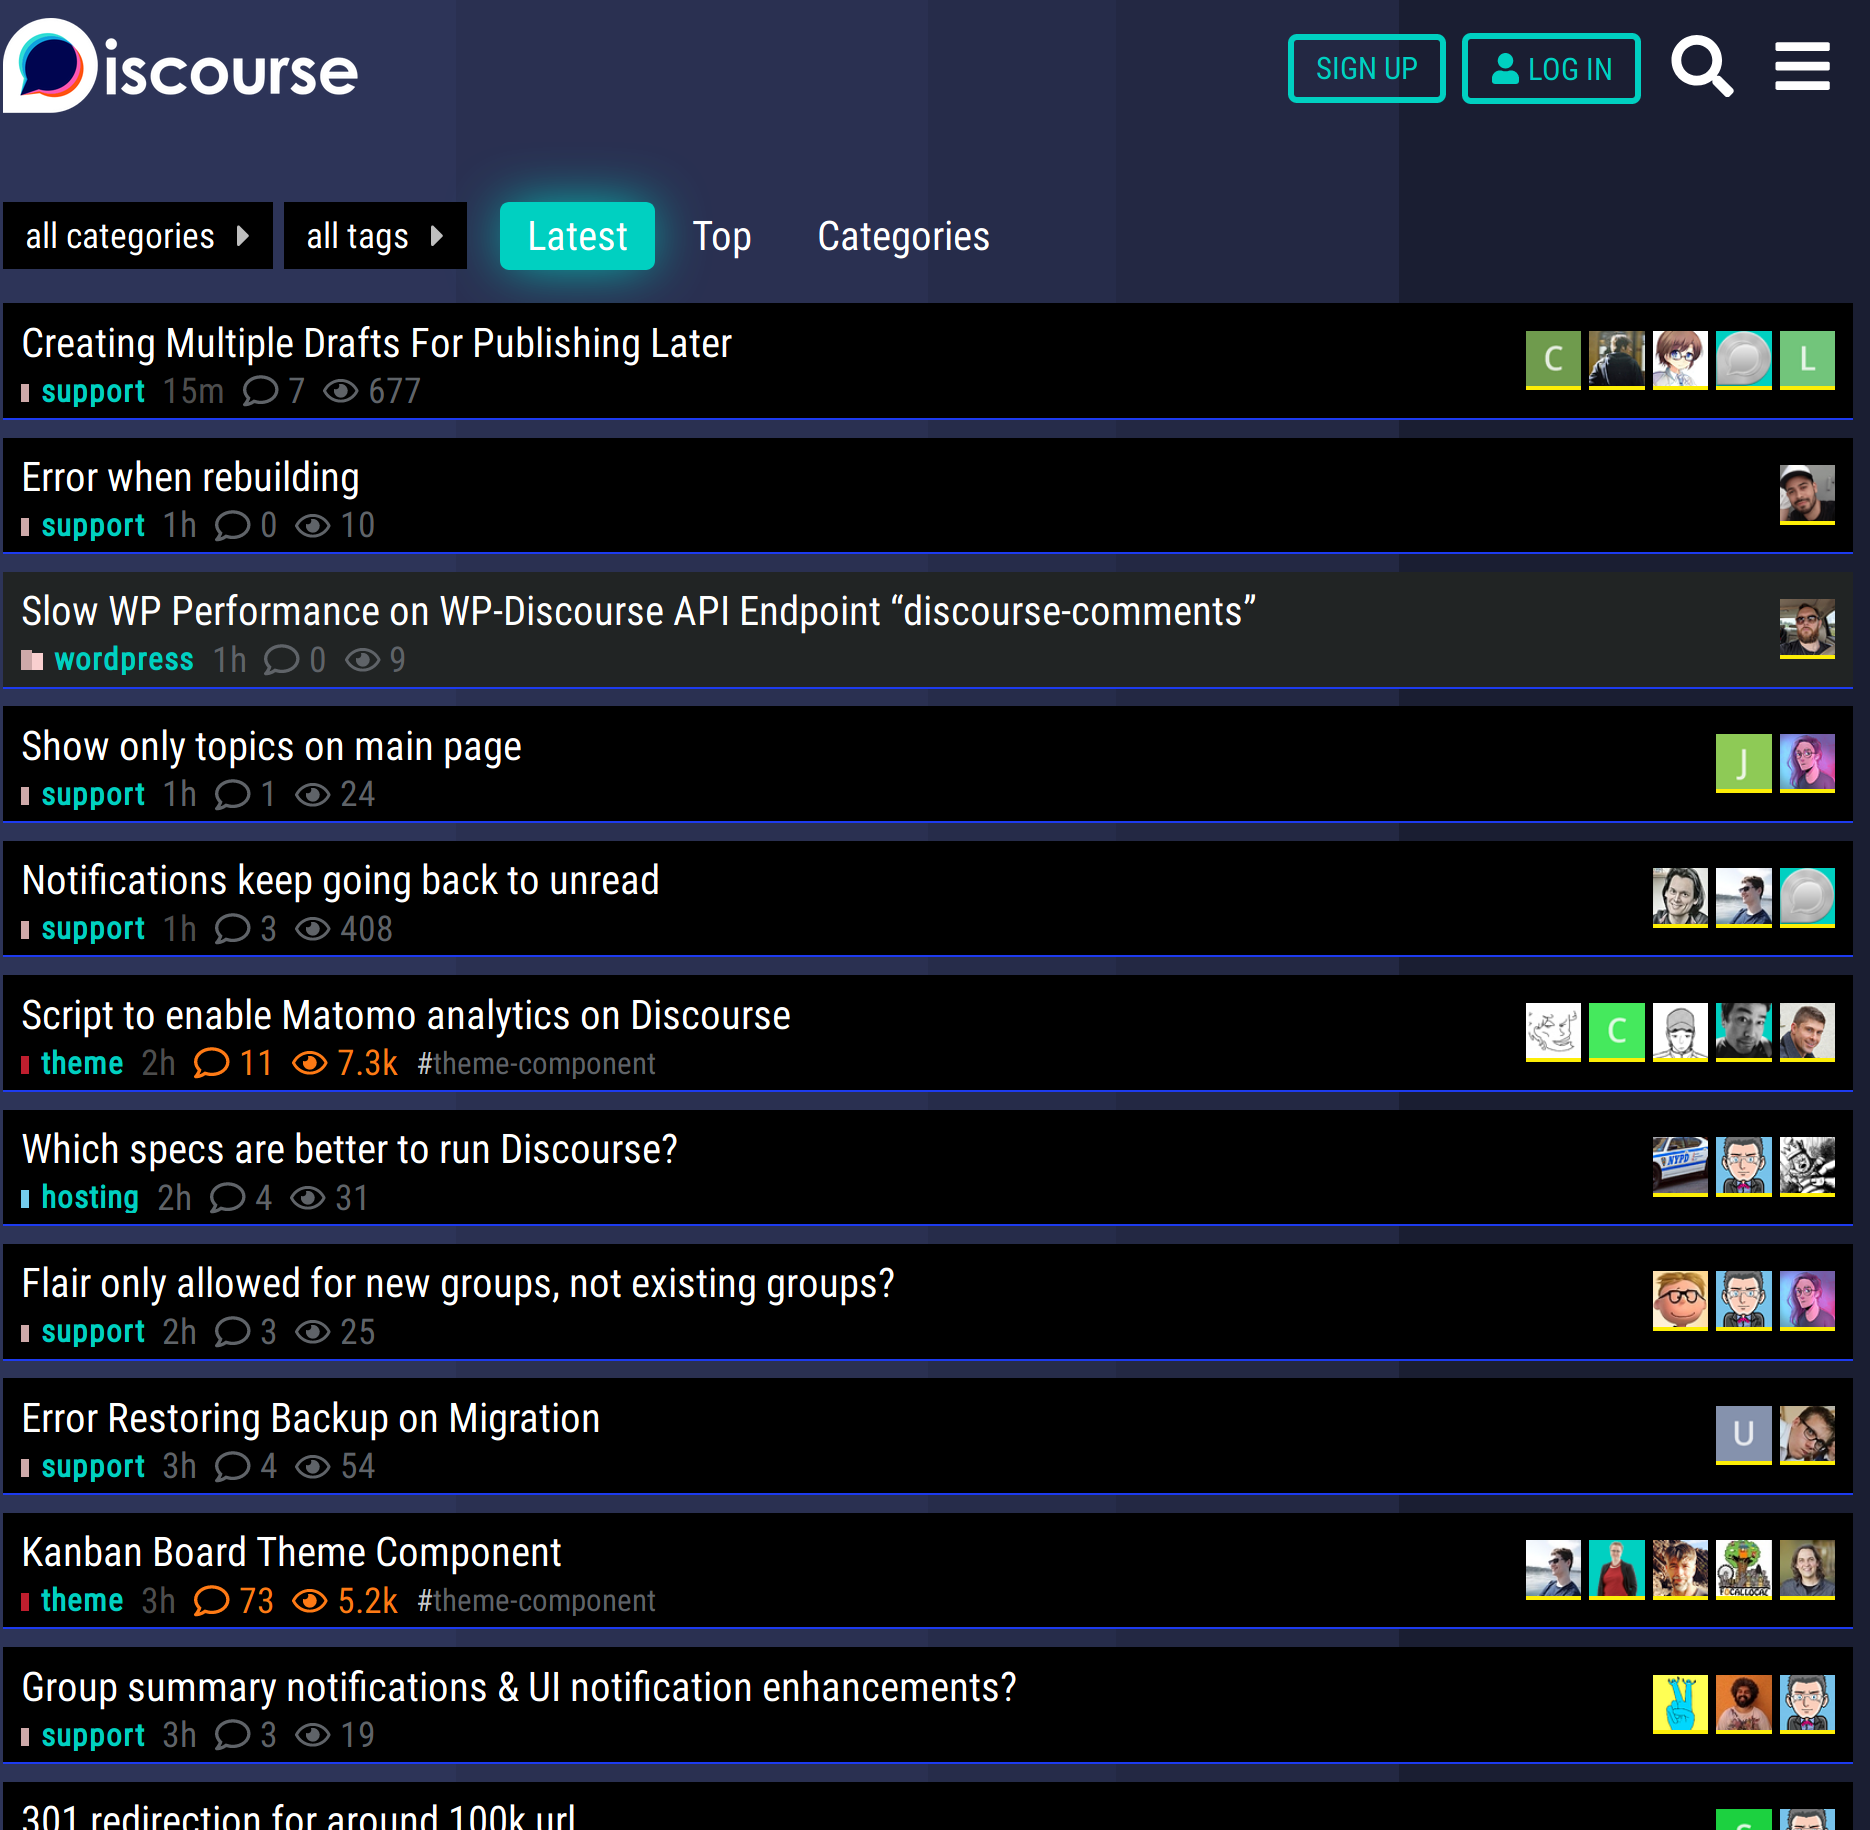 iscourse
SIGN UP
LOG IN
all categories
all tags
Latest
Top
Categories
Creating Multiple Drafts For Publishing Later
C
L
support 15m 7 677
Error when rebuilding
support 1h 0 10
Slow WP Performance on WP-Discourse API Endpoint “discourse-comments”
wordpress 1h 0 9
Show only topics on main page
J
support 1h 1 24
Notifications keep going back to unread
support 1h 3 408
Script to enable Matomo analytics on Discourse
C
theme 2h 11 7.3k #theme-component
Which specs are better to run Discourse?
NYPD
hosting 2h 4 31
Flair only allowed for new groups, not existing groups?
support 2h 3 25
Error Restoring Backup on Migration
U
support 3h 4 54
Kanban Board Theme Component
theme 3h 73 5.2k #theme-component
FOCALLOCAL
Group summary notifications & UI notification enhancements?
support 3h 3 19
301 redirection for around 100k url